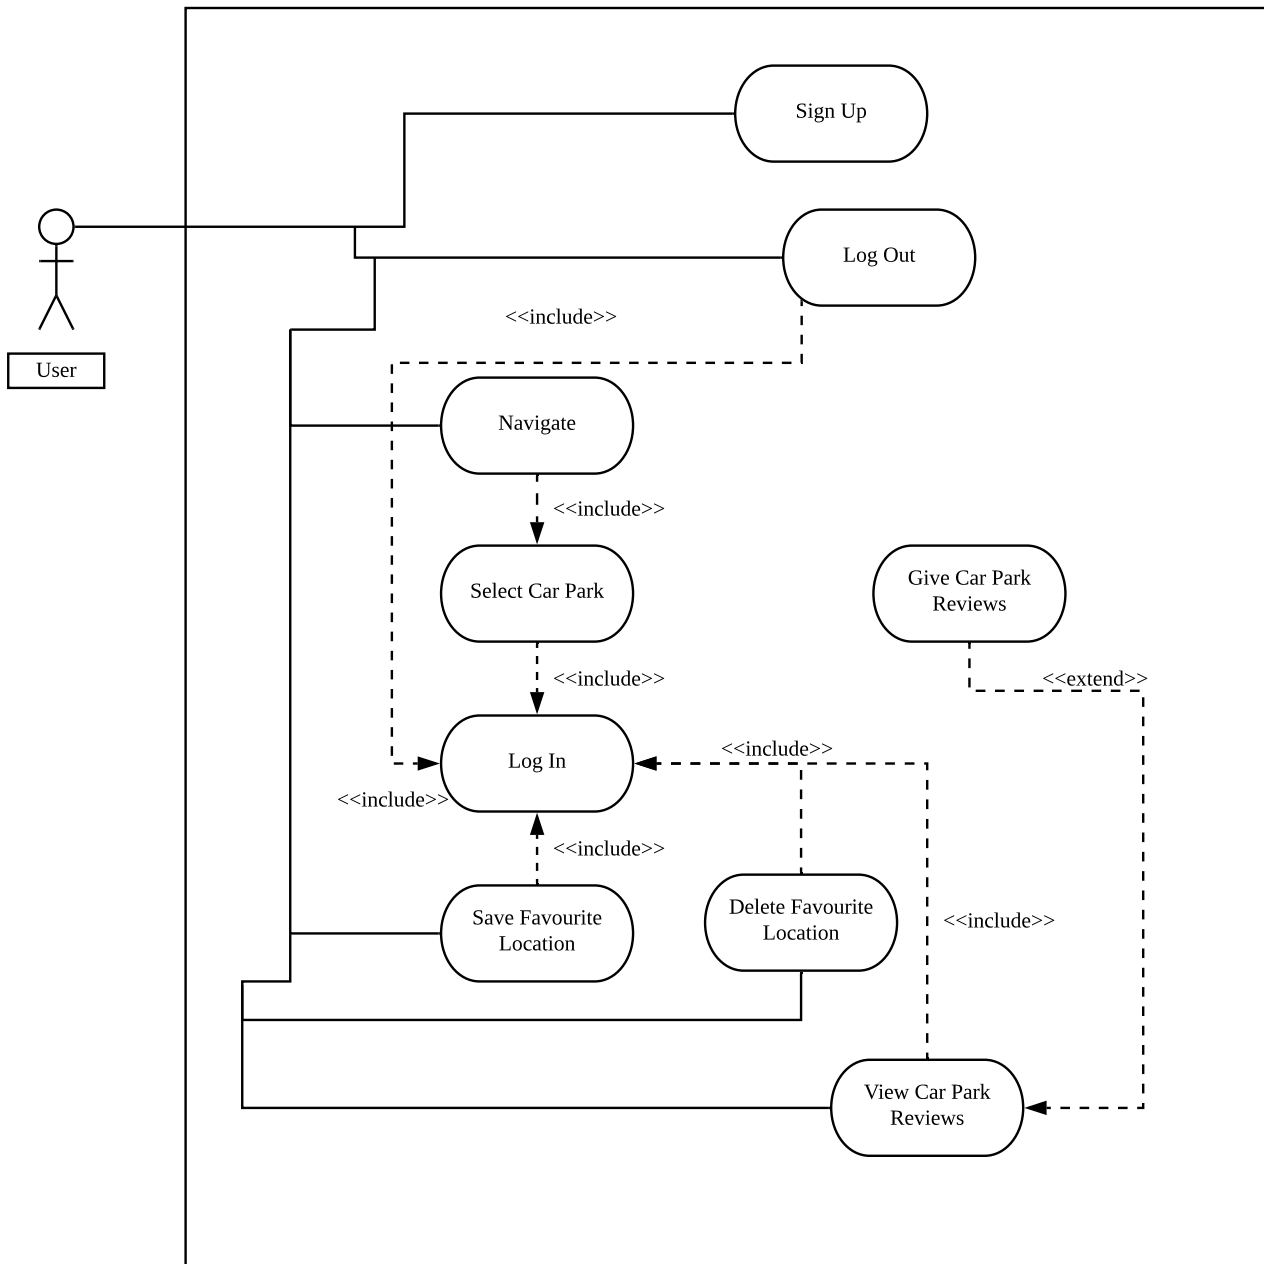 Sign Up
Log Out
User
<<include>>
Navigate
<<include>>
Select Car Park
Give Car Park
Reviews
<<include>>
<<extend>>
Log In
<<include>>
<<include>>
<<include>>
Save Favourite
Location
Delete Favourite
Location
<<include>>
View Car Park
Reviews